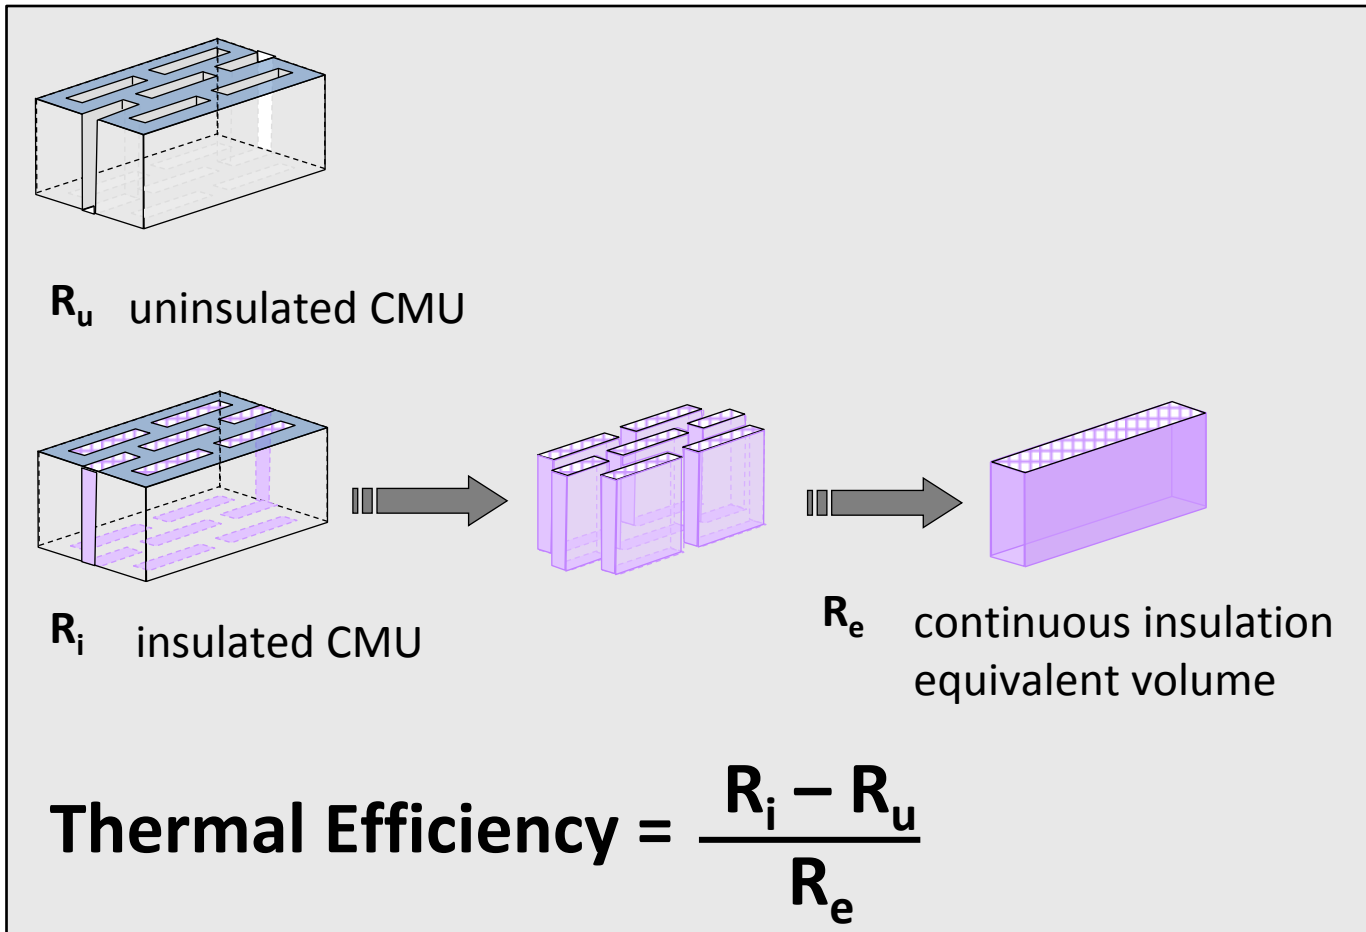 Ru uninsulated CMU
Ri insulated CMU
Re continuous insulation
equivalent volume
Thermal Efficiency = Ri – Ru
Re